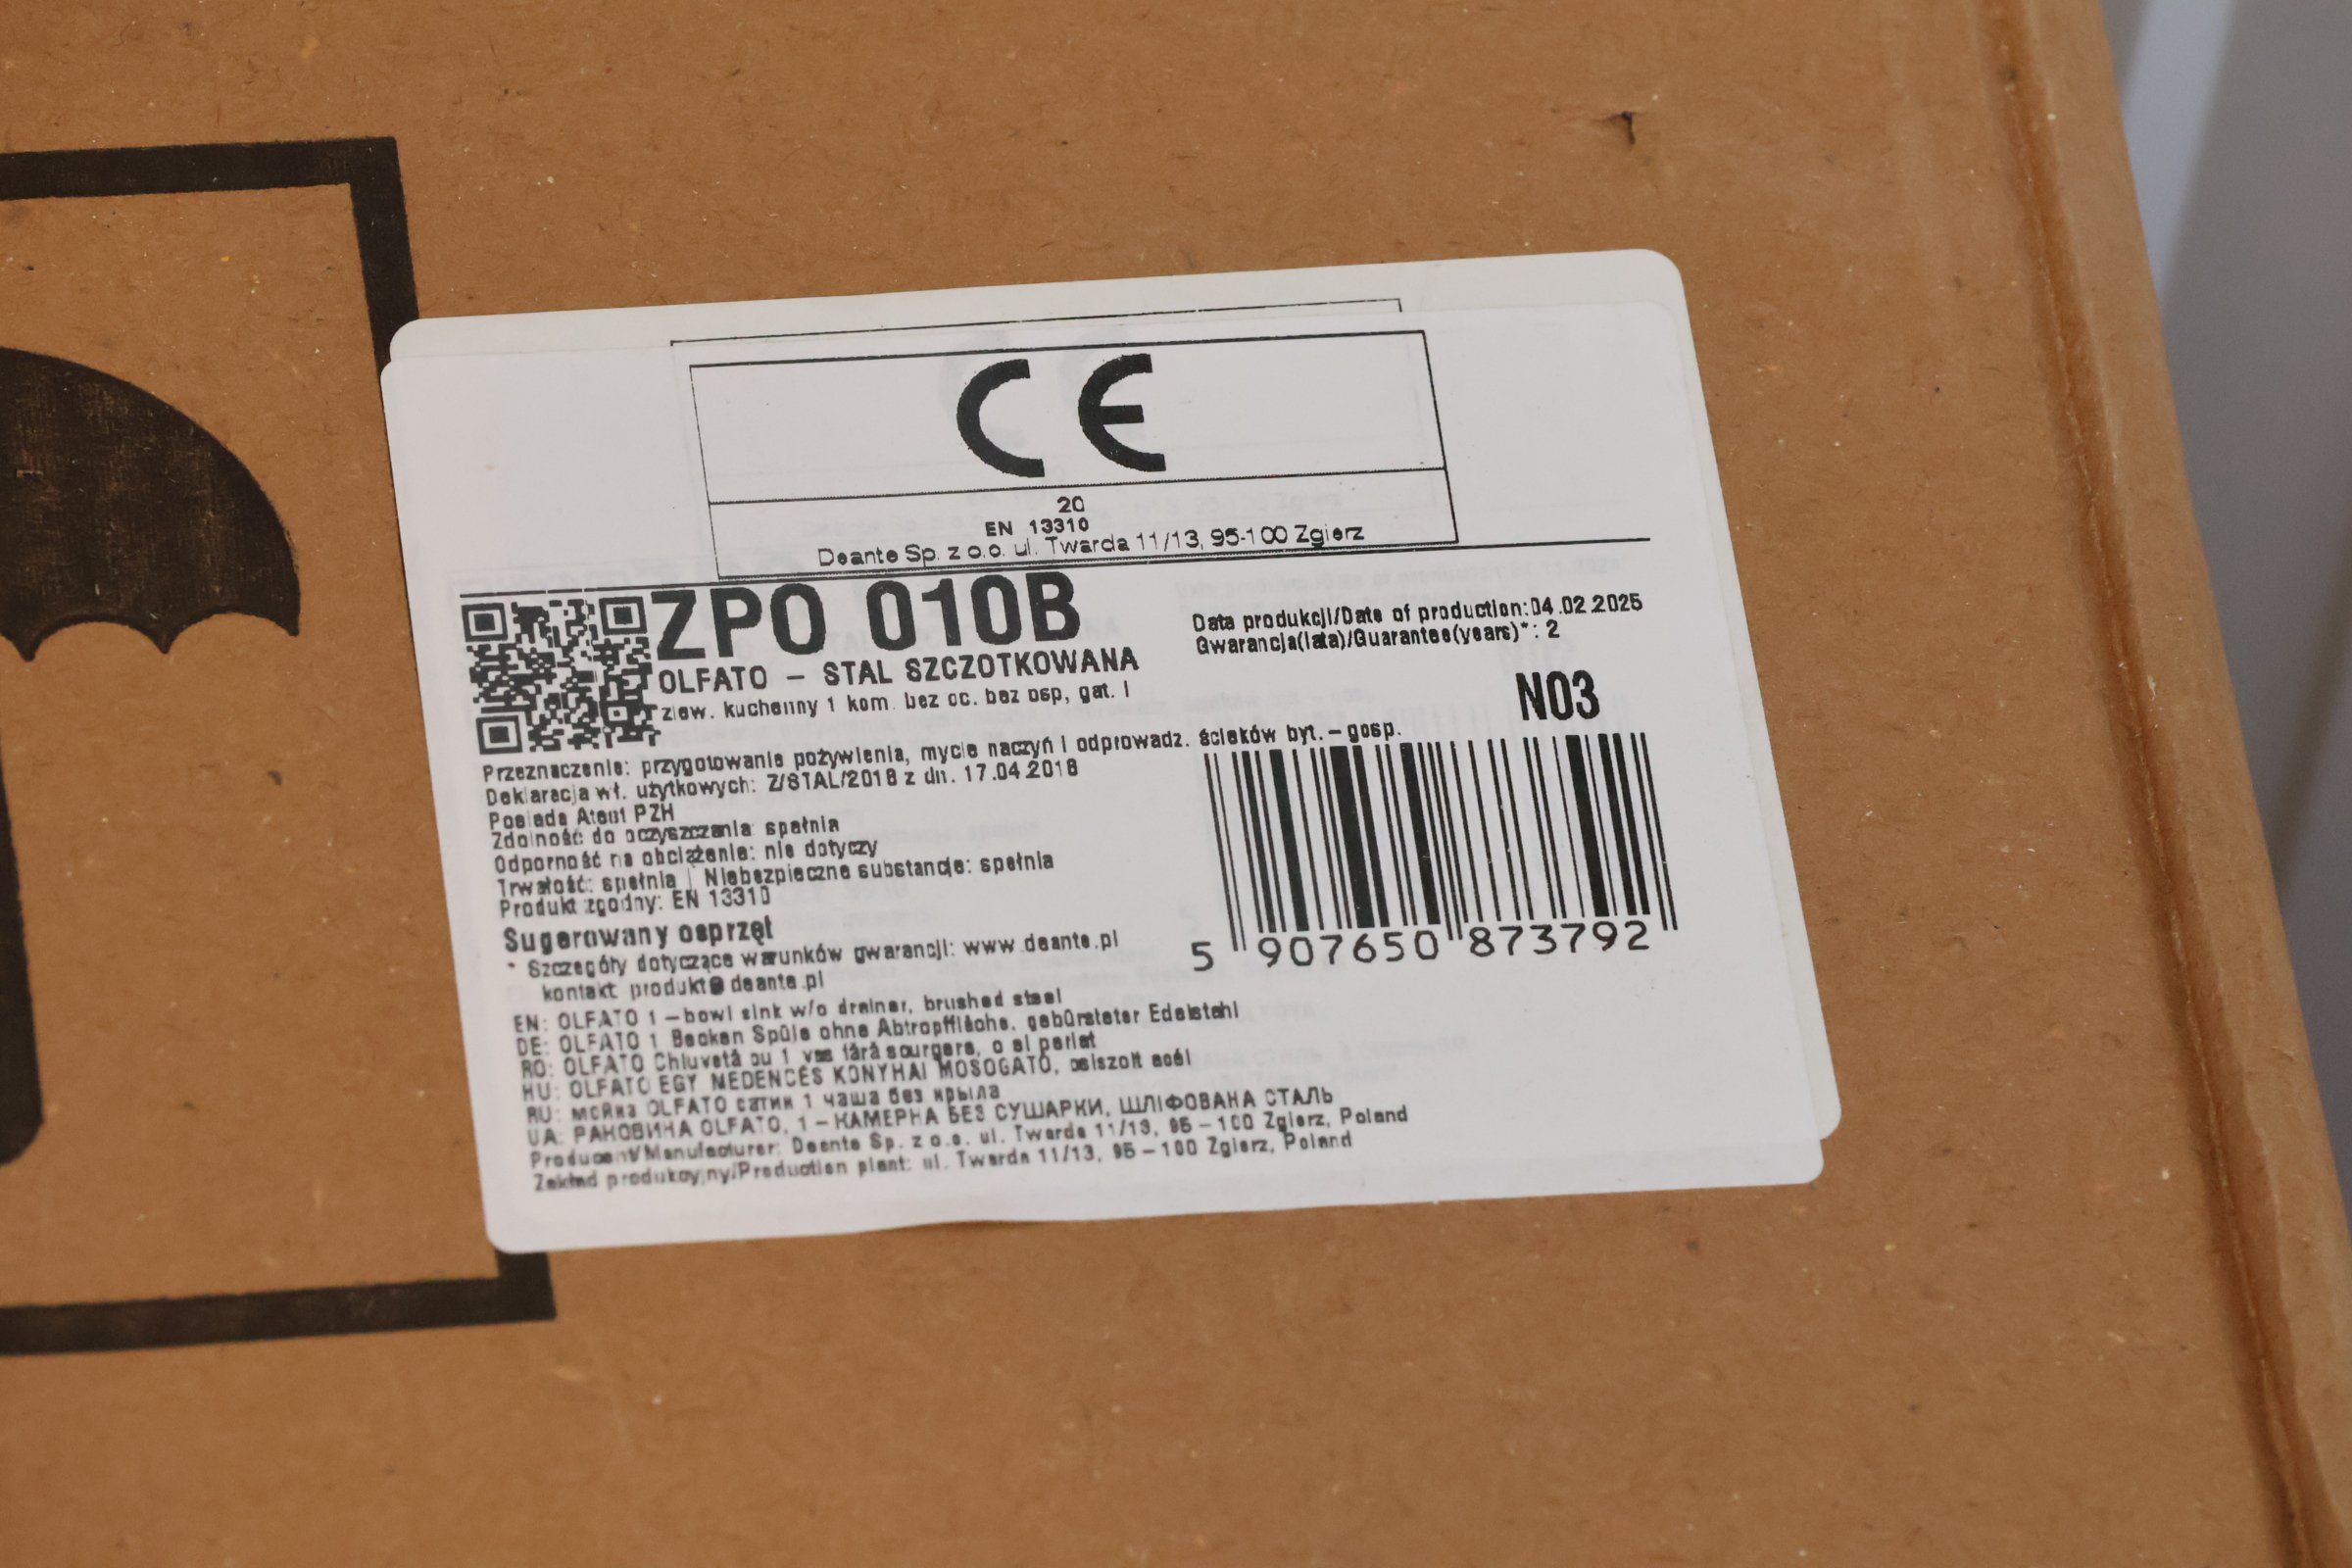 CE
20
EN 13310
Deante Sp. z o.o. ul. Twarda 11/13, 95-100 Zgierz
ZPO 010B
OLFATO – STAL SZCZOTKOWANA
zlew. kuchenny 1 kom. bez oc. bez osp, gat. I
Data produkcji/Date of production:04.02.2025
Gwarancja(lata)/Guarantee(years)*: 2
N03
Przeznaczenie: przygotowanie pożywienia, mycie naczyń i odprowadz. ścieków byt.–gosp.
Deklaracja wł. użytkowych: Z/STAL/2018 z dn. 17.04.2018
Posiada Atest PZH
Zdolność do oczyszczania: spełnia
Odporność na obciążenie: nie dotyczy
Trwałość: spełnia | Niebezpieczne substancje: spełnia
Produkt zgodny: EN 13310
Sugerowany osprzęt
* Szczegóły dotyczące warunków gwarancji: www.deante.pl
kontakt: produkt@deante.pl
5 907650 873792
EN: OLFATO 1–bowl sink w/o drainer, brushed steel
DE: OLFATO 1 Becken Spüle ohne Abtropffläche, gebürsteter Edelstahl
RO: OLFATO Chiuvetă cu 1 vas fără scurgere, oţel periat
HU: OLFATO EGY MEDENCÉS KONYHAI MOSOGATÓ, csiszolt acél
RU: мойка OLFATO сатин 1 чаша без крыла
UA: РАКОВИНА OLFATO, 1–КАМЕРНА БЕЗ СУШАРКИ, ШЛІФОВАНА СТАЛЬ
Producent/Manufacturer: Deante Sp. z o.o. ul. Twarda 11/13, 95–100 Zgierz, Poland
Zakład produkcyjny/Production plant: ul. Twarda 11/13, 95–100 Zgierz, Poland